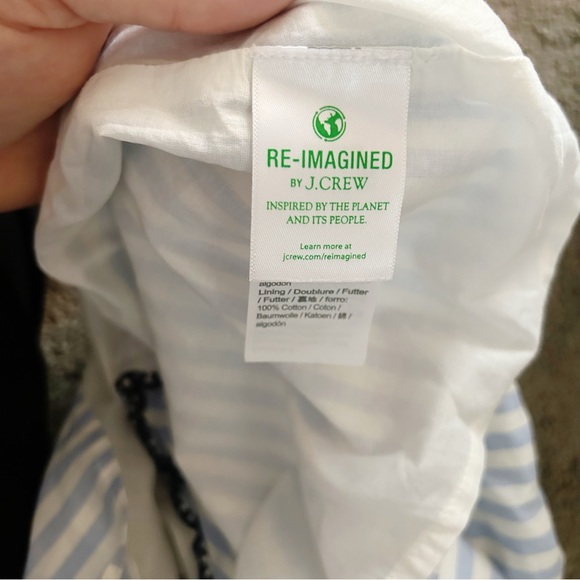 RE-IMAGINED
BY J.CREW
INSPIRED BY THE PLANET
AND ITS PEOPLE.
Learn more at
jcrew.com/reimagined
algodón
Lining / Doublure / Futter
/ Futter / 裏地 / forro:
100% Cotton / Coton /
Baumwolle / Katoen / 綿 /
algodón